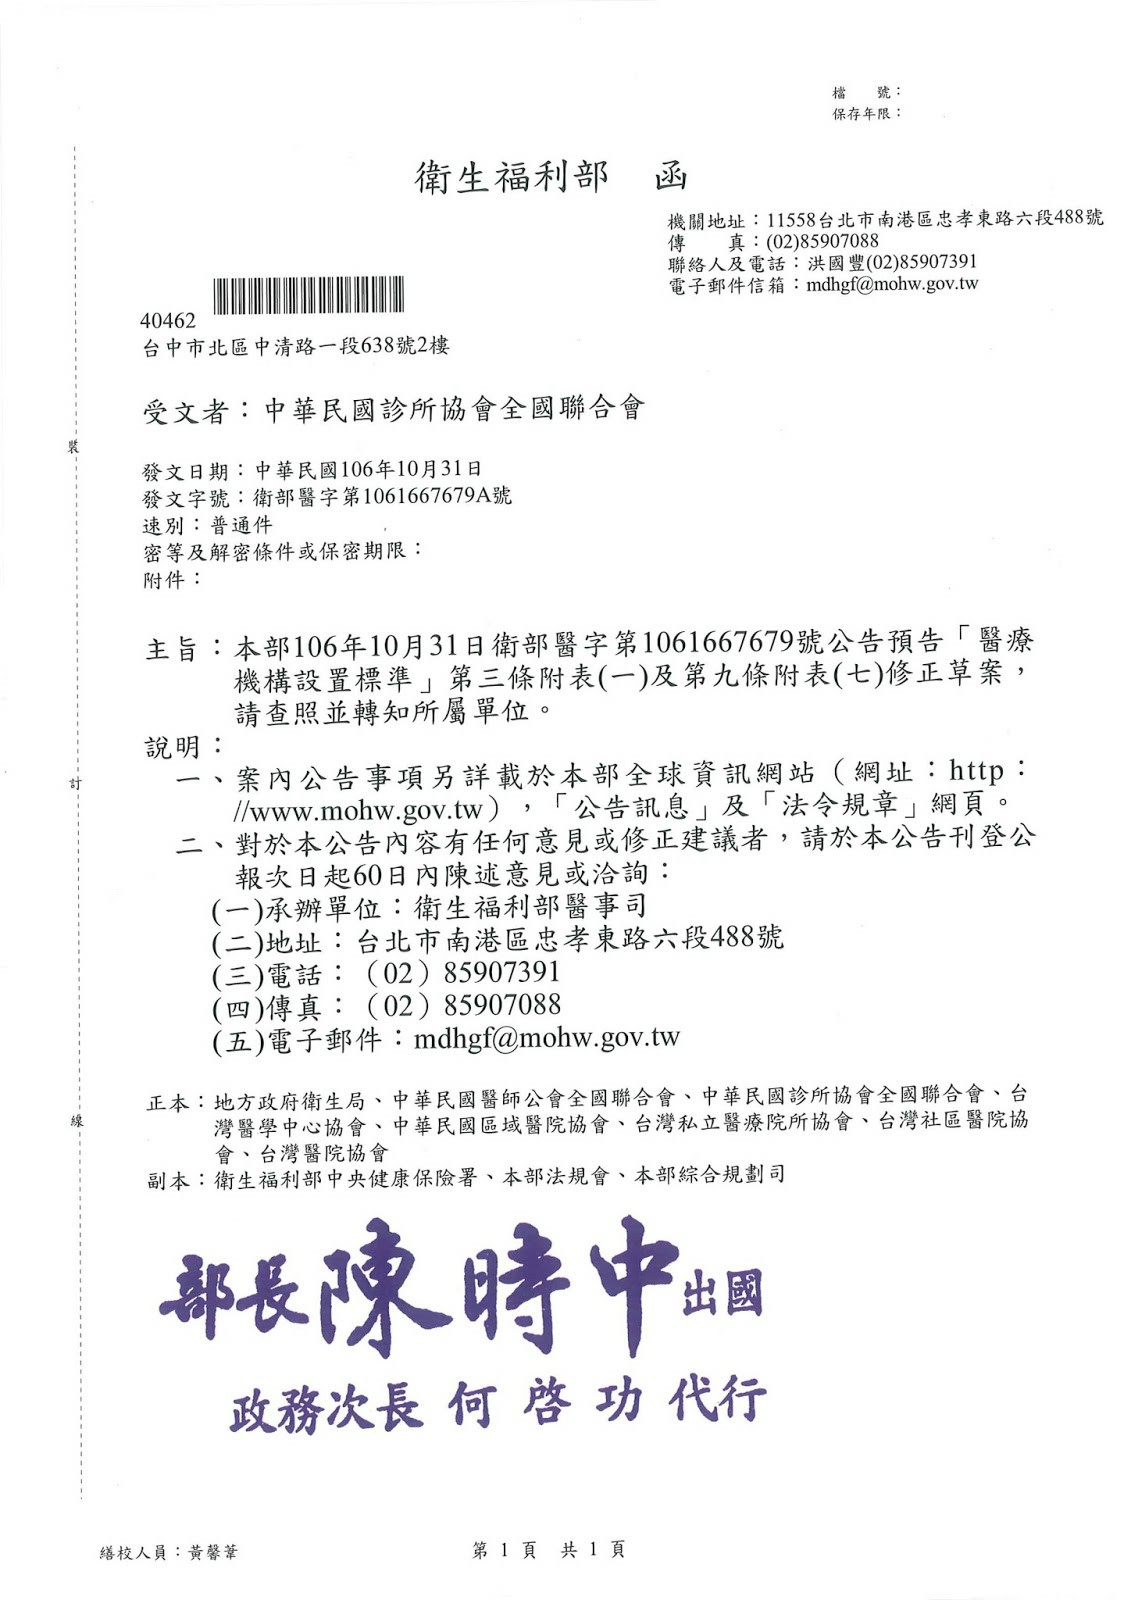 檔　　號：
保存年限：
衛生福利部　函
機關地址：11558台北市南港區忠孝東路六段488號
傳　　真：(02)85907088
聯絡人及電話：洪國豐(02)85907391
電子郵件信箱：mdhgf@mohw.gov.tw
40462
台中市北區中清路一段638號2樓
受文者：中華民國診所協會全國聯合會
發文日期：中華民國106年10月31日
發文字號：衛部醫字第1061667679A號
速別：普通件
密等及解密條件或保密期限：
附件：
主旨：本部106年10月31日衛部醫字第1061667679號公告預告「醫療
機構設置標準」第三條附表(一)及第九條附表(七)修正草案，
請查照並轉知所屬單位。
說明：
一、案內公告事項另詳載於本部全球資訊網站（網址：http：
//www.mohw.gov.tw），「公告訊息」及「法令規章」網頁。
二、對於本公告內容有任何意見或修正建議者，請於本公告刊登公
報次日起60日內陳述意見或洽詢：
(一)承辦單位：衛生福利部醫事司
(二)地址：台北市南港區忠孝東路六段488號
(三)電話：（02）85907391
(四)傳真：（02）85907088
(五)電子郵件：mdhgf@mohw.gov.tw
正本：地方政府衛生局、中華民國醫師公會全國聯合會、中華民國診所協會全國聯合會、台
灣醫學中心協會、中華民國區域醫院協會、台灣私立醫療院所協會、台灣社區醫院協
會、台灣醫院協會
副本：衛生福利部中央健康保險署、本部法規會、本部綜合規劃司
部長陳時中出國
政務次長何啓功代行
裝
訂
線
繕校人員：黃馨葦
第 1 頁　共 1 頁